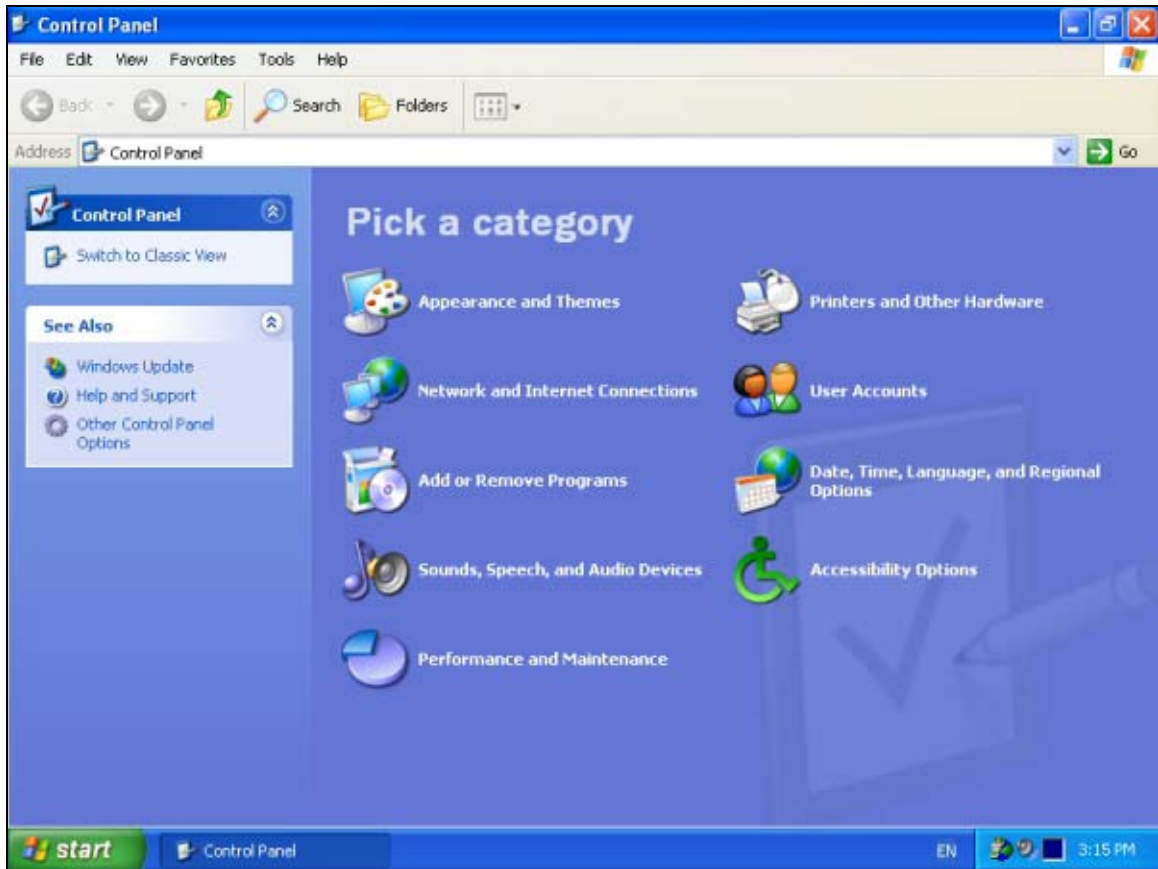 Control Panel
File Edit View Favorites Tools Help
Back Search Folders
Address Control Panel Go
Control Panel
Switch to Classic View
See Also
Windows Update
Help and Support
Other Control Panel
Options
Pick a category
Appearance and Themes
Printers and Other Hardware
Network and Internet Connections
User Accounts
Add or Remove Programs
Date, Time, Language, and Regional
Options
Sounds, Speech, and Audio Devices
Accessibility Options
Performance and Maintenance
start Control Panel EN 3:15 PM